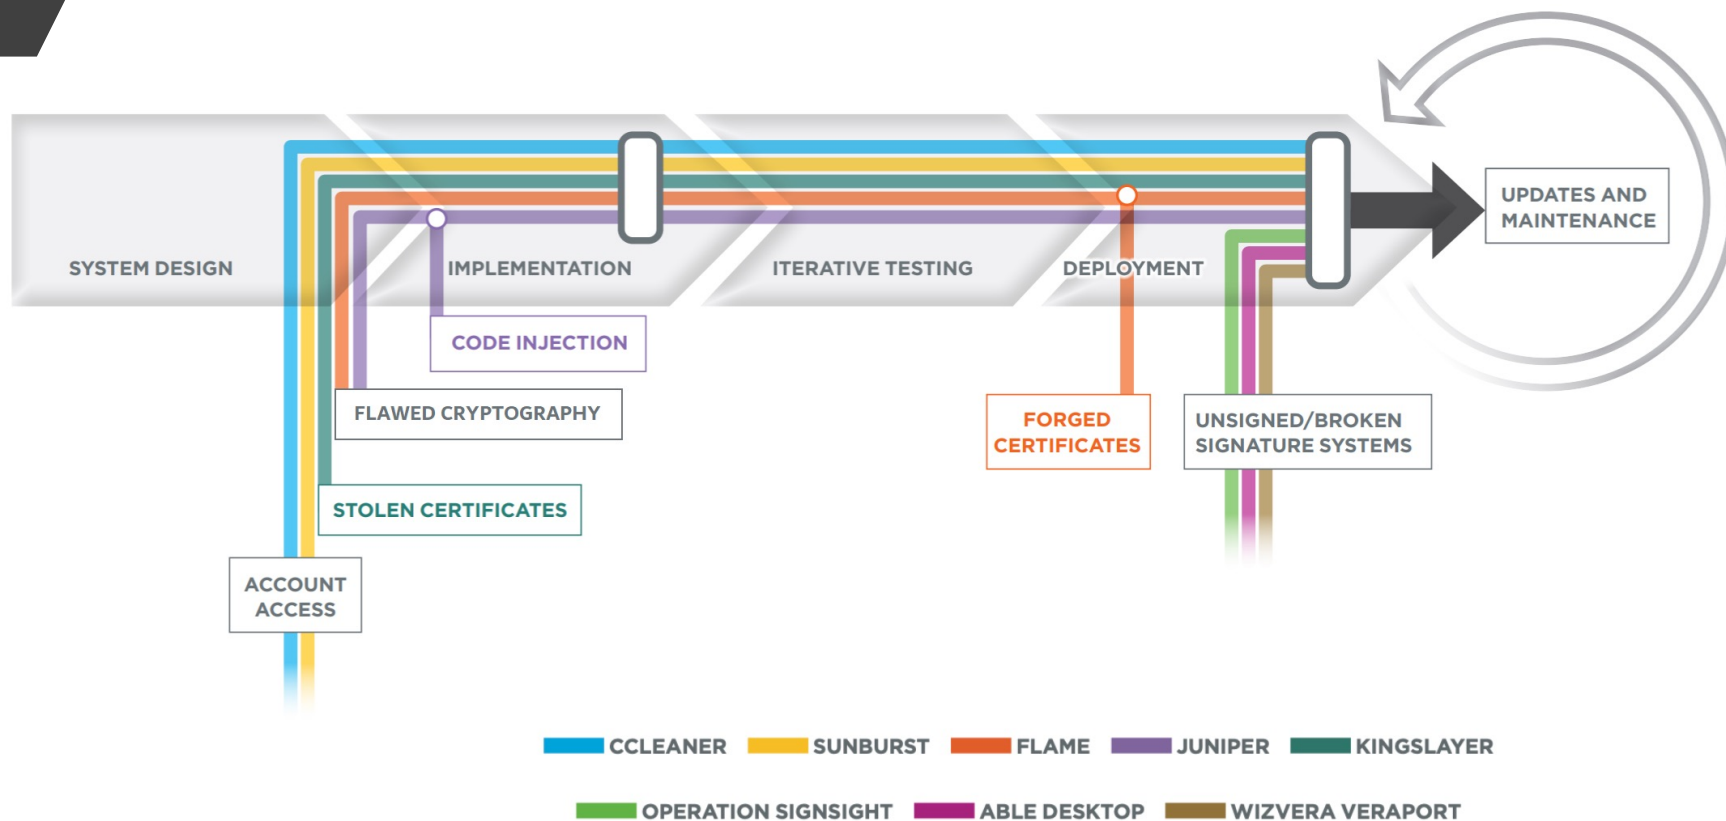 SYSTEM DESIGN
IMPLEMENTATION
ITERATIVE TESTING
DEPLOYMENT
UPDATES AND
MAINTENANCE
CODE INJECTION
FLAWED CRYPTOGRAPHY
FORGED
CERTIFICATES
UNSIGNED/BROKEN
SIGNATURE SYSTEMS
STOLEN CERTIFICATES
ACCOUNT
ACCESS
CCLEANER SUNBURST FLAME JUNIPER KINGSLAYER
OPERATION SIGNSIGHT ABLE DESKTOP WIZVERA VERAPORT